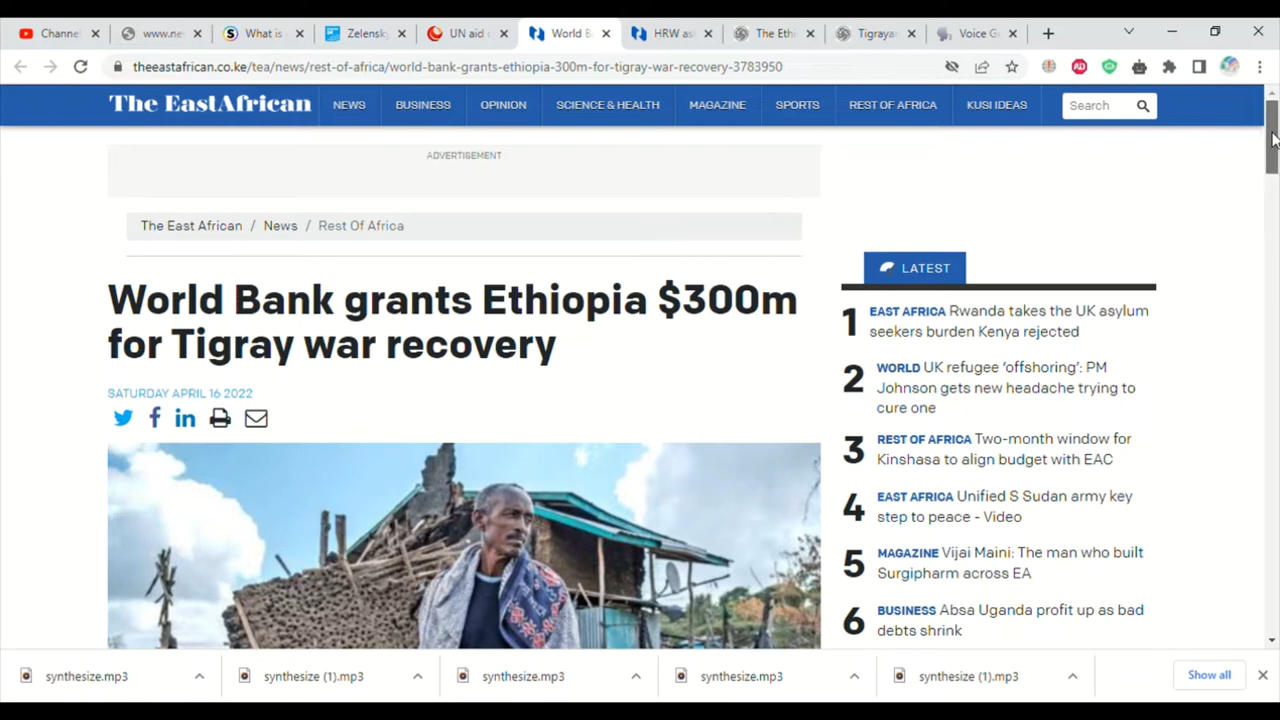 Channel
www.ne
What is
Zelensky
UN aid c
World B
HRW as
The Ethi
Tigrayan
Voice G
theeastafrican.co.ke/tea/news/rest-of-africa/world-bank-grants-ethiopia-300m-for-tigray-war-recovery-3783950
The EastAfrican
NEWS
BUSINESS
OPINION
SCIENCE & HEALTH
MAGAZINE
SPORTS
REST OF AFRICA
KUSI IDEAS
Search
ADVERTISEMENT
The East African / News / Rest Of Africa
World Bank grants Ethiopia $300m
for Tigray war recovery
SATURDAY APRIL 16 2022
LATEST
1 EAST AFRICA Rwanda takes the UK asylum
seekers burden Kenya rejected
2 WORLD UK refugee ‘offshoring’: PM
Johnson gets new headache trying to
cure one
3 REST OF AFRICA Two-month window for
Kinshasa to align budget with EAC
4 EAST AFRICA Unified S Sudan army key
step to peace - Video
5 MAGAZINE Vijai Maini: The man who built
Surgipharm across EA
6 BUSINESS Absa Uganda profit up as bad
debts shrink
synthesize.mp3
synthesize (1).mp3
synthesize.mp3
synthesize.mp3
synthesize (1).mp3
Show all